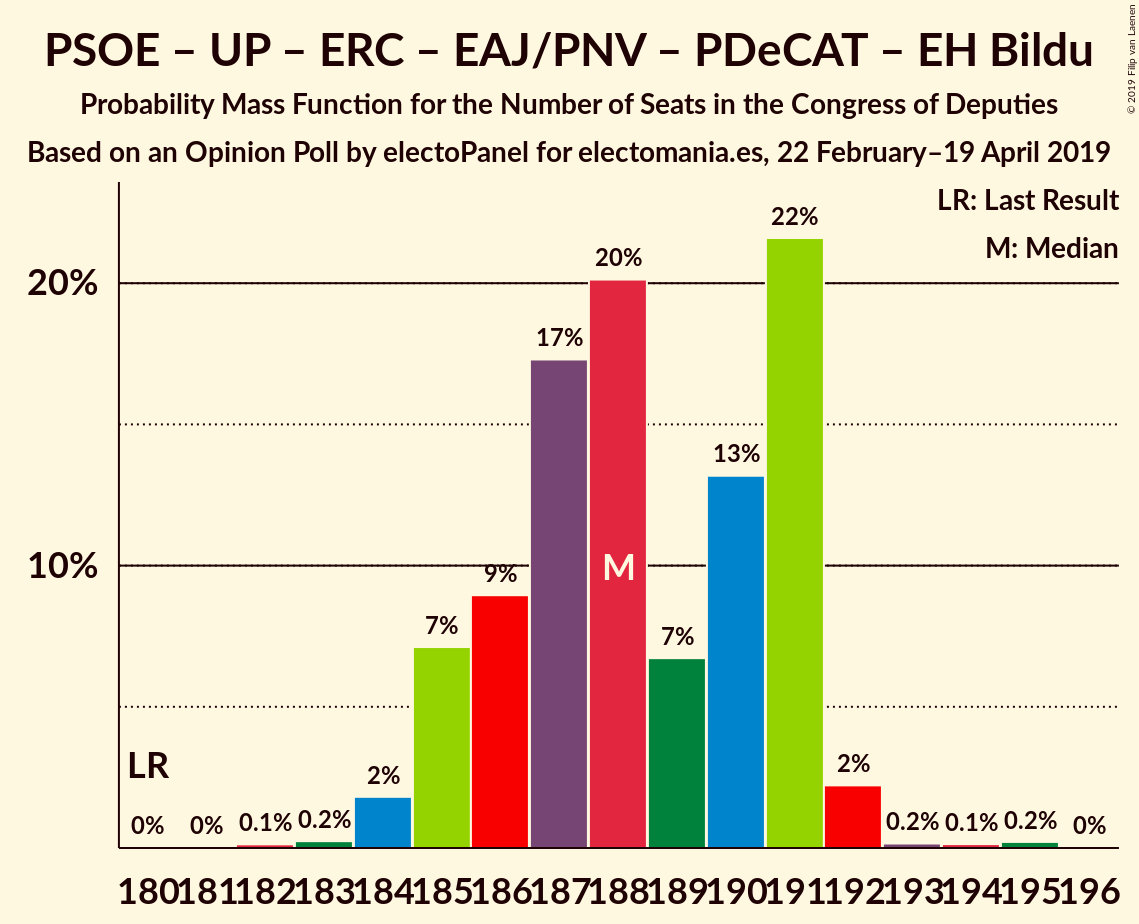 PSOE – UP – ERC – EAJ/PNV – PDeCAT – EH Bildu
Probability Mass Function for the Number of Seats in the Congress of Deputies
Based on an Opinion Poll by electoPanel for electomania.es, 22 February–19 April 2019
© 2019 Filip van Laenen
LR: Last Result
M: Median
22%
20%
20%
17%
13%
10%
9%
M
7%
7%
LR
2%
2%
0% 0% 0.1% 0.2% 0.2% 0.1% 0.2% 0%
180 181 182 183 184 185 186 187 188 189 190 191 192 193 194 195 196